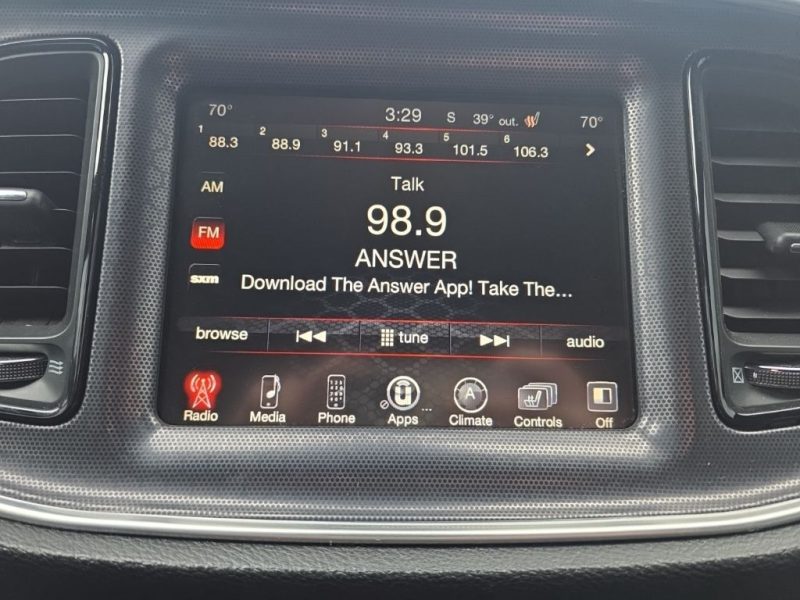 70° 3:29 S 39° out. 70°
1 88.3 2 88.9 3 91.1 4 93.3 5 101.5 6 106.3
AM
Talk
FM
98.9
ANSWER
sxm
Download The Answer App! Take The...
browse tune audio
A
Radio Media Phone Apps ... Climate Controls Off